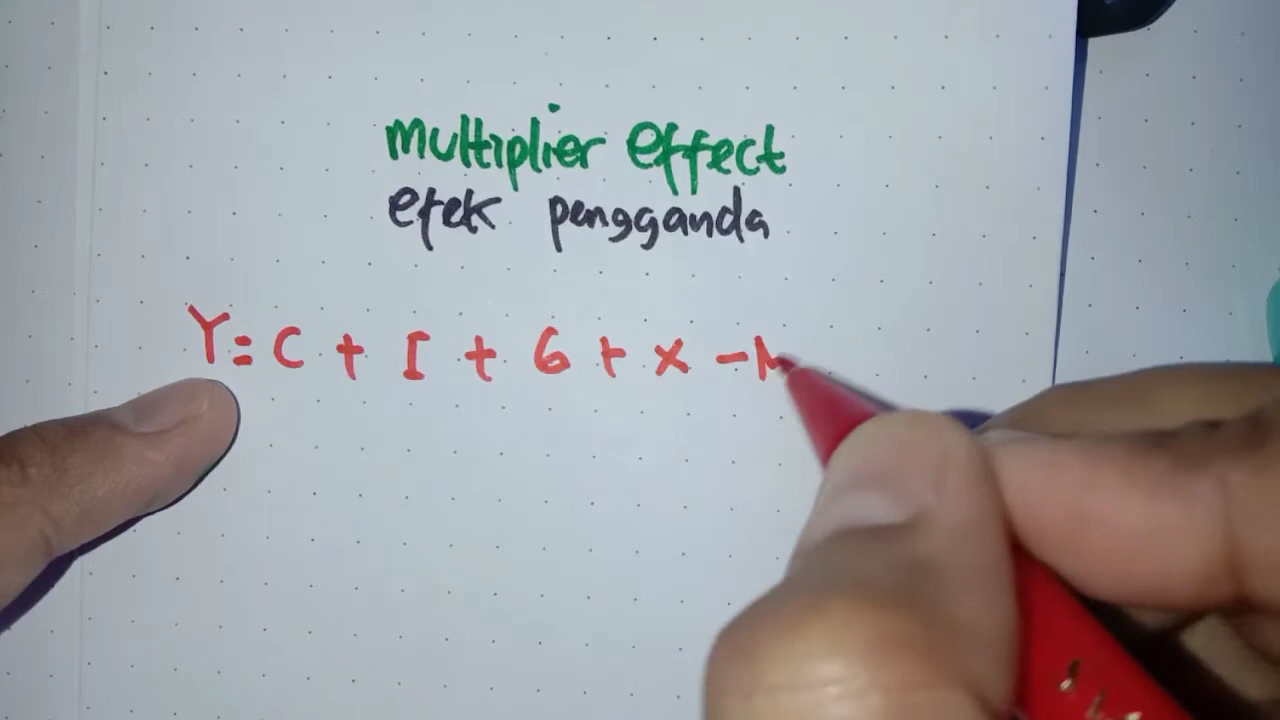 Multiplier Effect
efek pengganda
Y = C + I + G + X - M